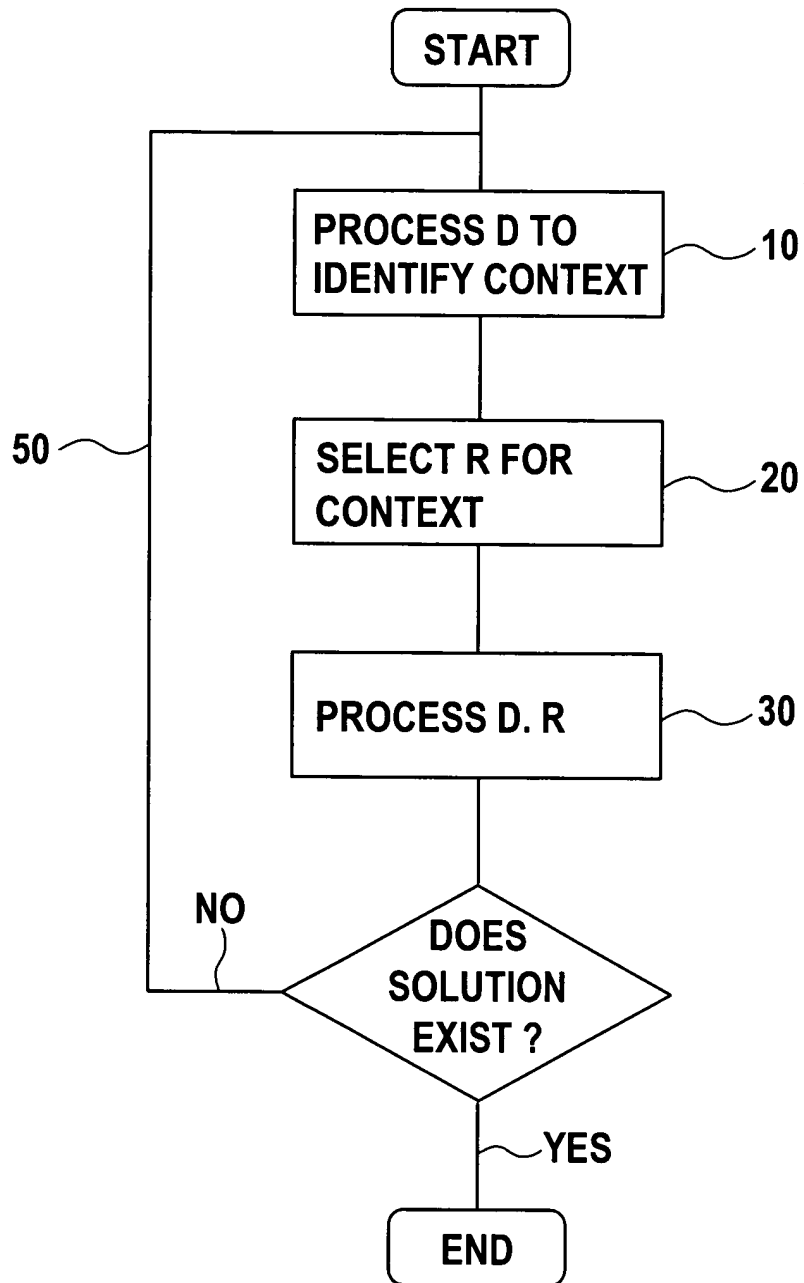 START
PROCESS D TO
IDENTIFY CONTEXT
10
50
SELECT R FOR
CONTEXT
20
PROCESS D. R
30
NO
DOES
SOLUTION
EXIST ?
YES
END